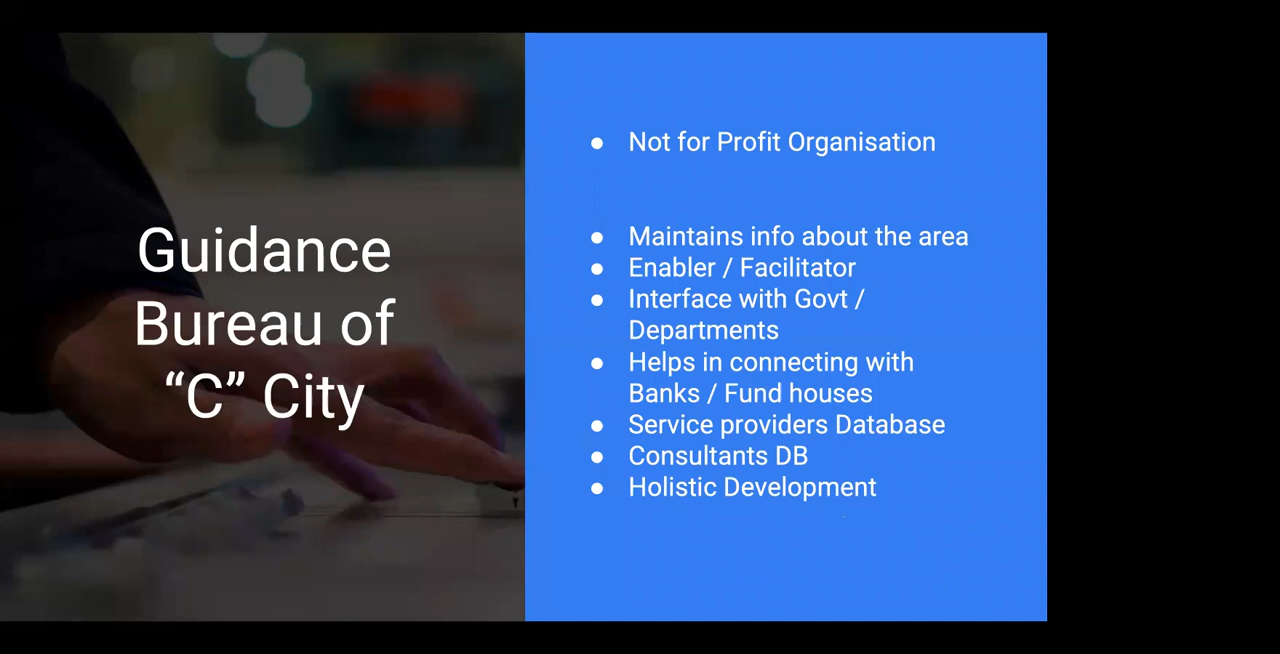 Guidance
Bureau of
“C” City
● Not for Profit Organisation
● Maintains info about the area
● Enabler / Facilitator
● Interface with Govt /
Departments
● Helps in connecting with
Banks / Fund houses
● Service providers Database
● Consultants DB
● Holistic Development